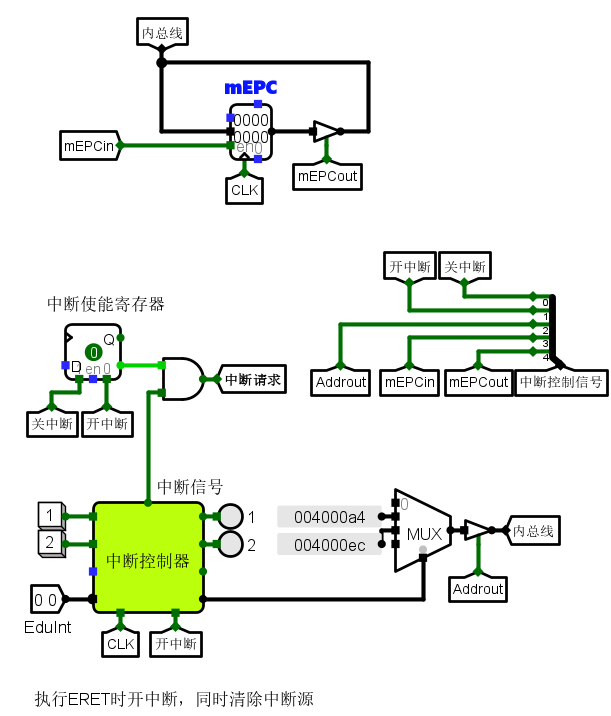 内总线
mEPC
0000
0000
en0
mEPCin
CLK
mEPCout
开中断
关中断
0
1
2
3
4
Addrout
mEPCin
mEPCout
中断控制信号
中断使能寄存器
Q
0
D
en0
中断请求
关中断
开中断
中断信号
1
2
中断控制器
1
2
004000a4
004000ec
0
MUX
内总线
0 0
EduInt
CLK
开中断
Addrout
执行ERET时开中断，同时清除中断源